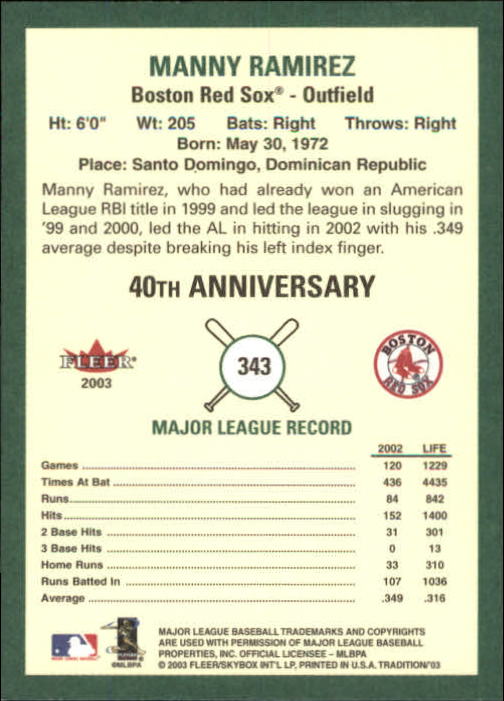 MANNY RAMIREZ
Boston Red Sox® - Outfield
Ht: 6'0" Wt: 205 Bats: Right Throws: Right
Born: May 30, 1972
Place: Santo Domingo, Dominican Republic
Manny Ramirez, who had already won an American
League RBI title in 1999 and led the league in slugging in
'99 and 2000, led the AL in hitting in 2002 with his .349
average despite breaking his left index finger.
40TH ANNIVERSARY
FLEER®
2003
343
BOSTON
RED SOX
MAJOR LEAGUE RECORD
2002 LIFE
Games 120 1229
Times At Bat 436 4435
Runs 84 842
Hits 152 1400
2 Base Hits 31 301
3 Base Hits 0 13
Home Runs 33 310
Runs Batted In 107 1036
Average .349 .316
©MLBPA
MAJOR LEAGUE BASEBALL TRADEMARKS AND COPYRIGHTS
ARE USED WITH PERMISSION OF MAJOR LEAGUE BASEBALL
PROPERTIES, INC. OFFICIAL LICENSEE - MLBPA
© 2003 FLEER/SKYBOX INT'L LP, PRINTED IN U.S.A. TRADITION/'03